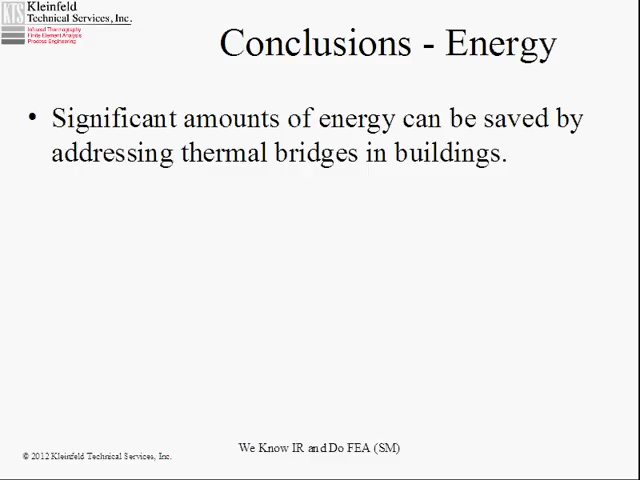 KTS
Kleinfeld
Technical Services, Inc.
Infrared Thermography
Finite Element Analysis
Process Engineering
Conclusions - Energy
• Significant amounts of energy can be saved by
addressing thermal bridges in buildings.
We Know IR and Do FEA (SM)
© 2012 Kleinfeld Technical Services, Inc.